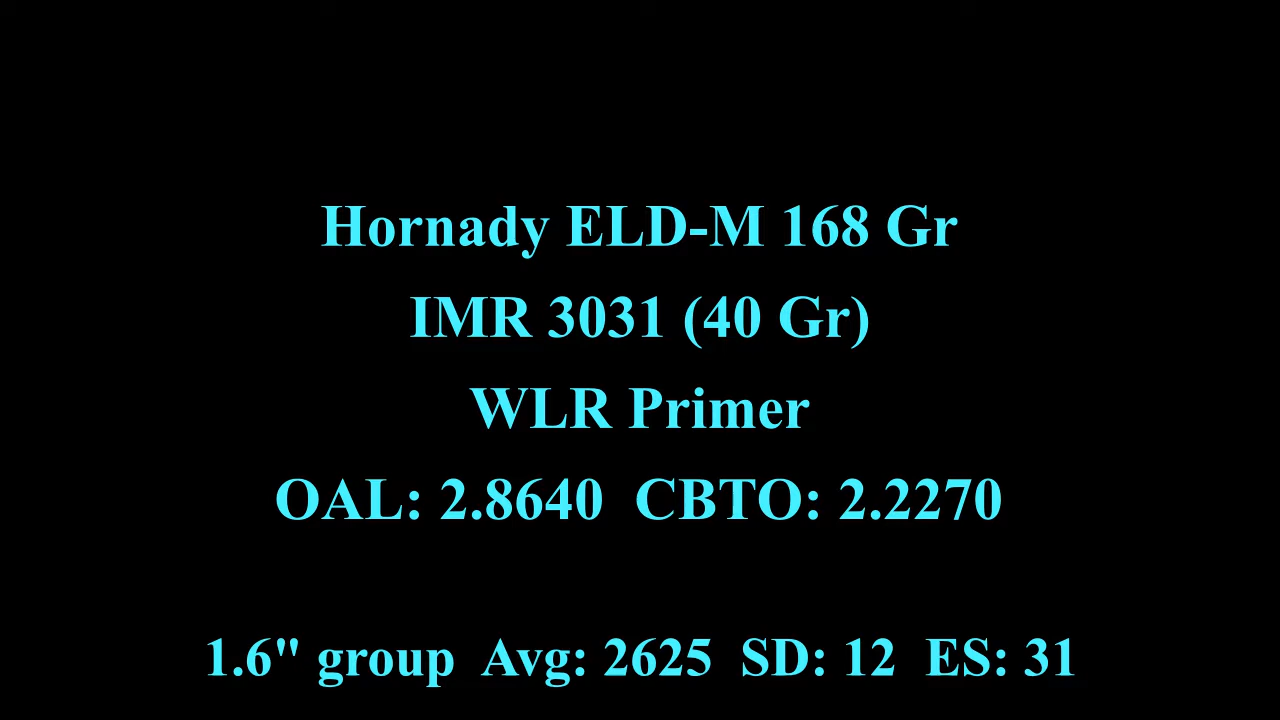 Hornady ELD-M 168 Gr
IMR 3031 (40 Gr)
WLR Primer
OAL: 2.8640  CBTO: 2.2270
1.6" group  Avg: 2625  SD: 12  ES: 31